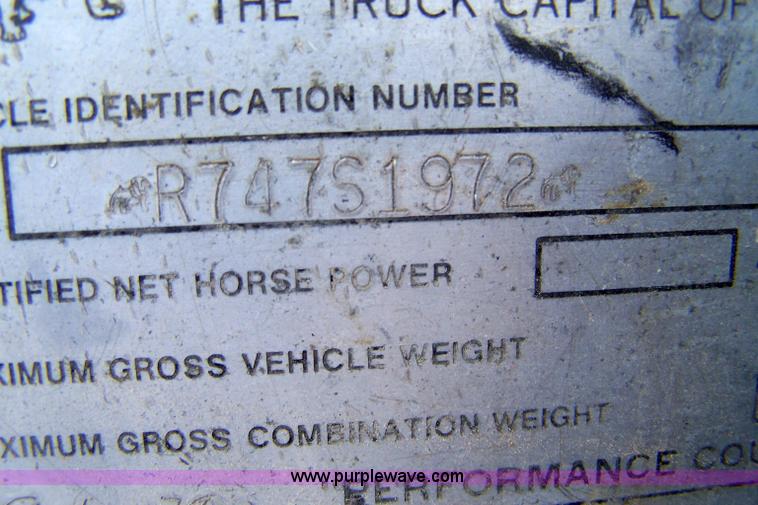 THE TRUCK CAPITAL OF
CLE IDENTIFICATION NUMBER
R747S1972
TIFIED NET HORSE POWER
XIMUM GROSS VEHICLE WEIGHT
XIMUM GROSS COMBINATION WEIGHT
www.purplewave.com
"PERFORMANCE COU